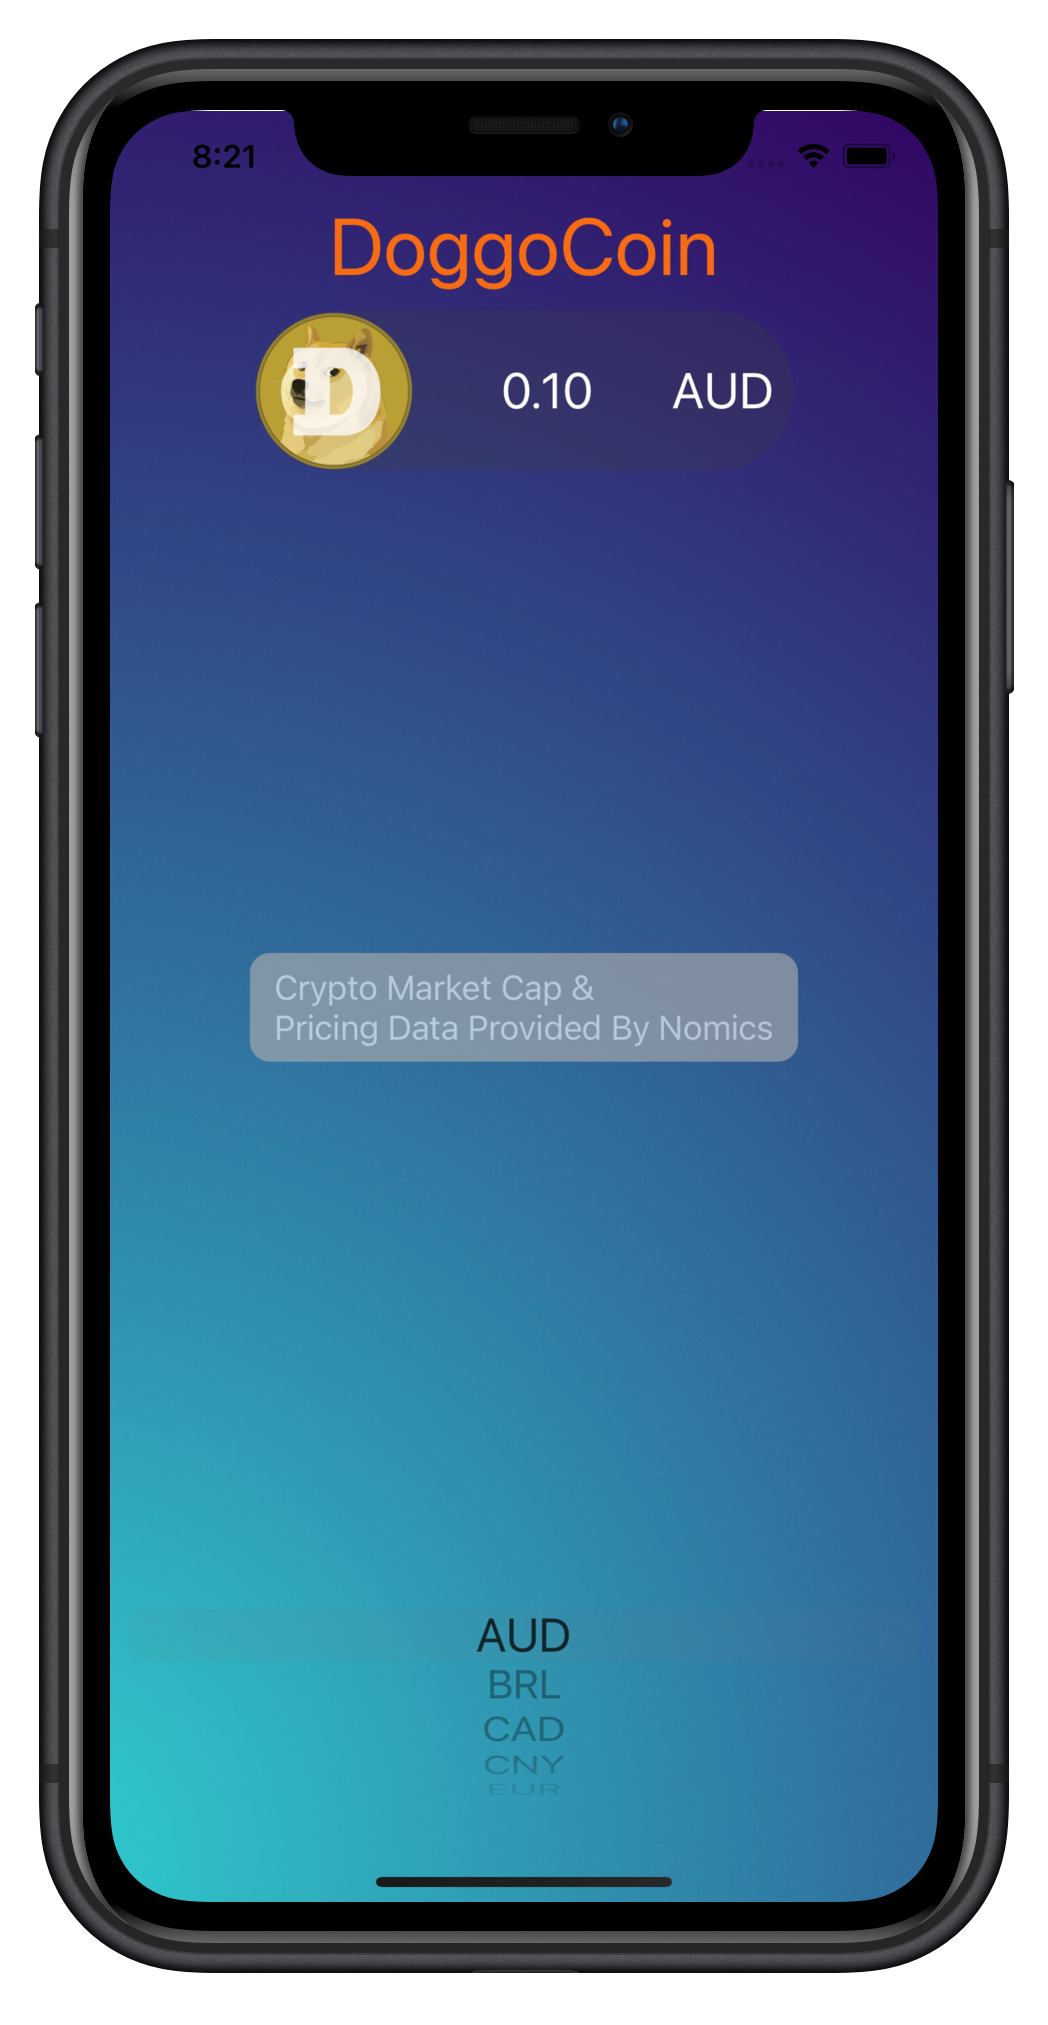 8:21
DoggoCoin
Ð
0.10 AUD
Crypto Market Cap &
Pricing Data Provided By Nomics
AUD
BRL
CAD
CNY
EUR